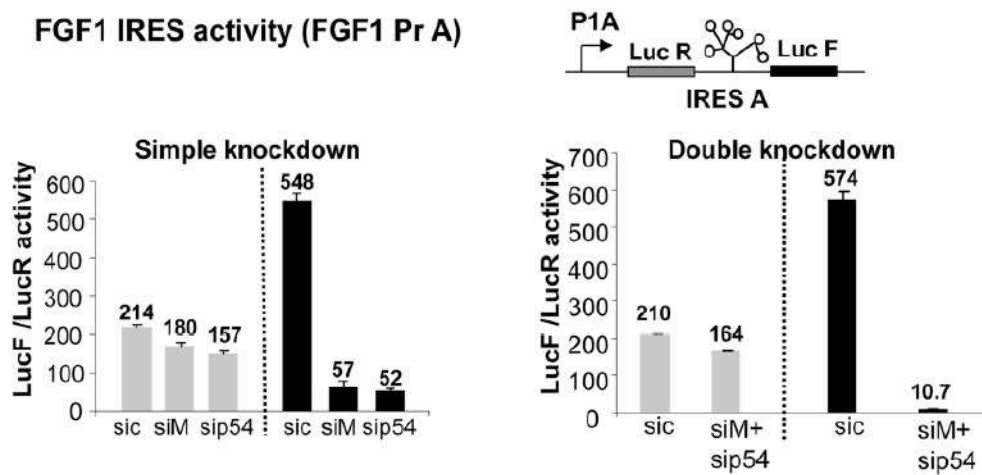 FGF1 IRES activity (FGF1 Pr A)
P1A
Luc R
Luc F
IRES A
Simple knockdown
LucF /LucR activity
600
500
400
300
200
100
0
214
180
157
548
57
52
sic siM sip54 sic siM sip54
Double knockdown
LucF /LucR activity
700
600
500
400
300
200
100
0
210
164
574
10.7
sic siM+ sic siM+
sip54 sip54